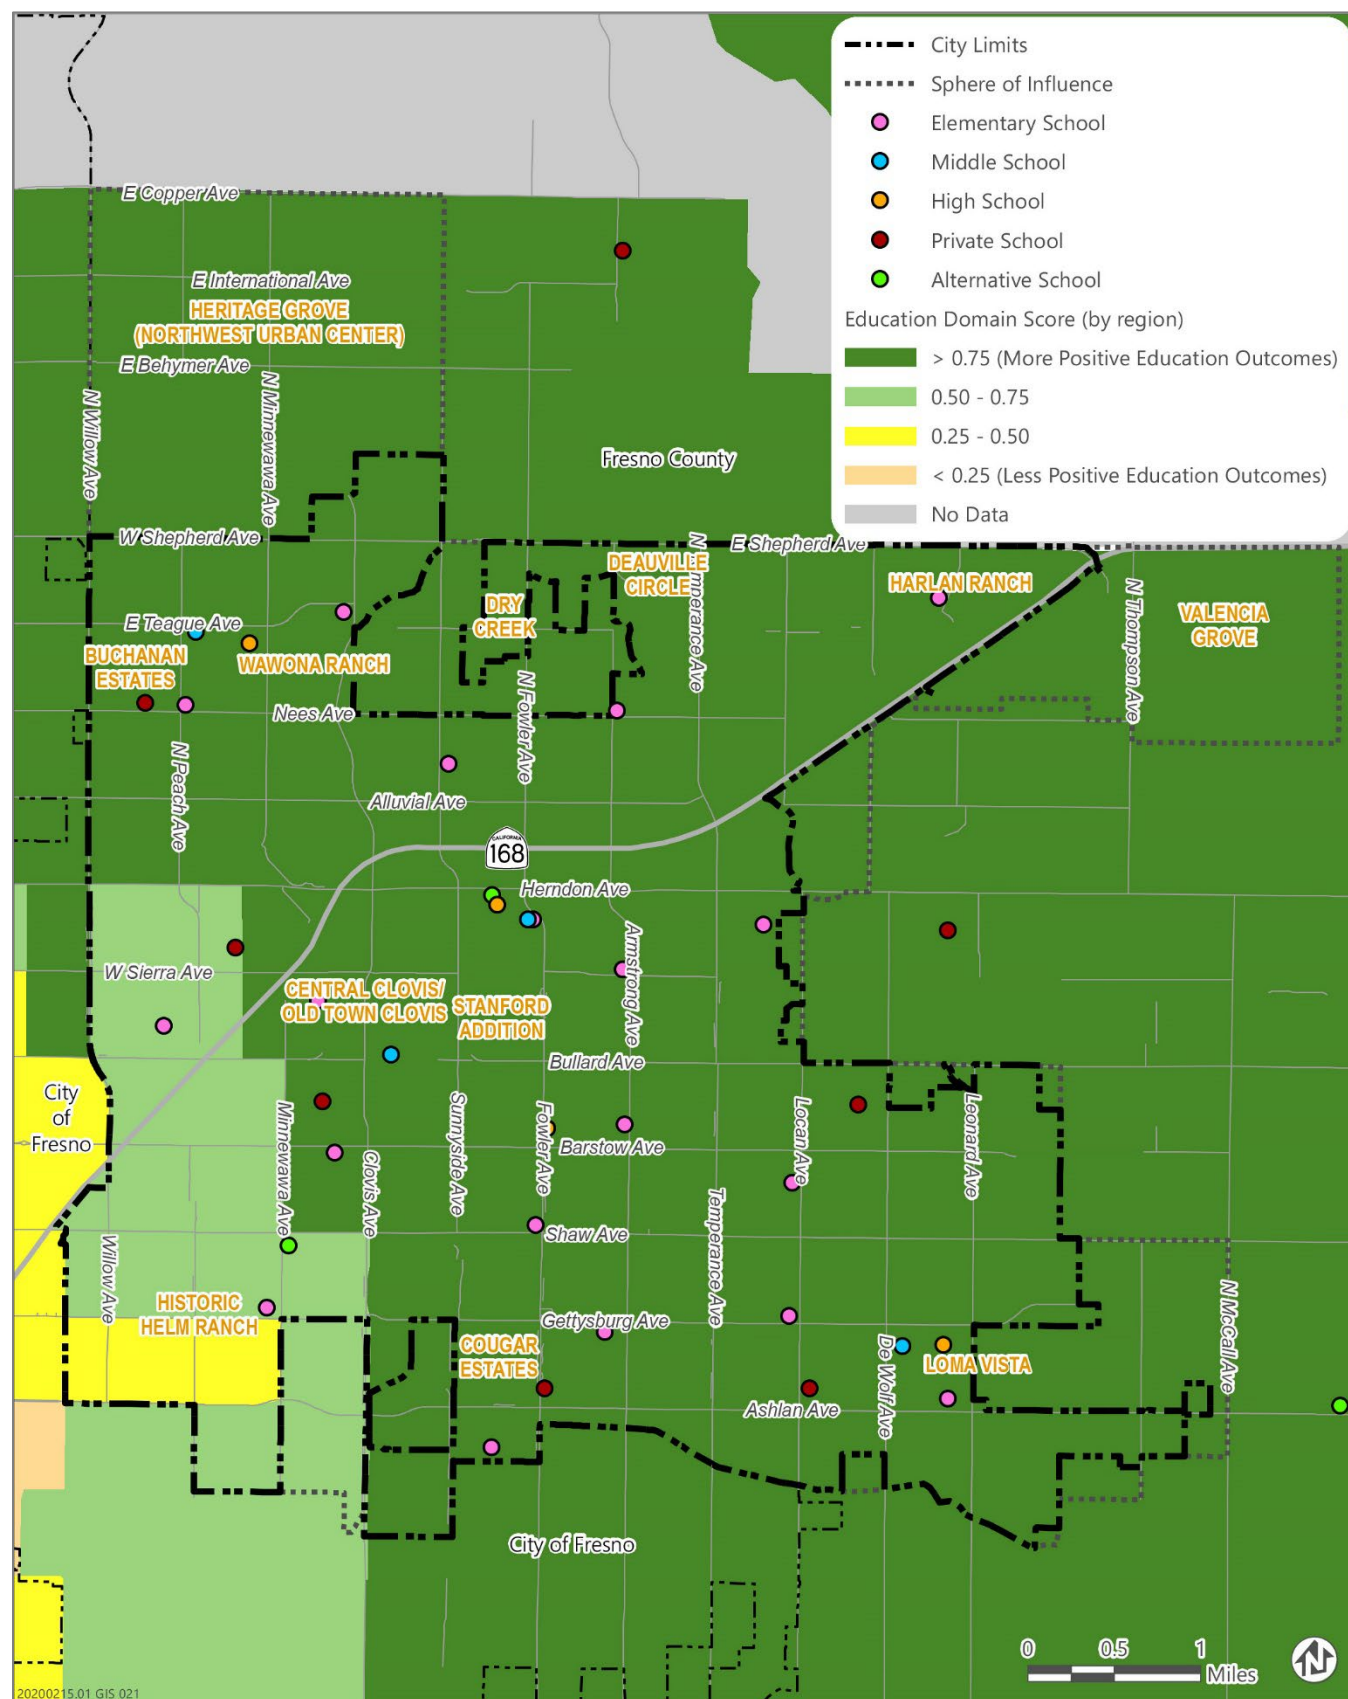 City Limits
Sphere of Influence
Elementary School
Middle School
High School
Private School
Alternative School
Education Domain Score (by region)
> 0.75 (More Positive Education Outcomes)
0.50 - 0.75
0.25 - 0.50
< 0.25 (Less Positive Education Outcomes)
No Data
E Copper Ave
E International Ave
HERITAGE GROVE
(NORTHWEST URBAN CENTER)
E Behymer Ave
N Willow Ave
N Minnewawa Ave
Fresno County
W Shepherd Ave
E Shepherd Ave
N Temperance Ave
DEAUVILLE
CIRCLE
HARLAN RANCH
N Thompson Ave
VALENCIA
GROVE
DRY
CREEK
E Teague Ave
BUCHANAN
ESTATES
WAWONA RANCH
Nees Ave
N Fowler Ave
N Peach Ave
Alluvial Ave
CALIFORNIA
168
Herndon Ave
Armstrong Ave
W Sierra Ave
CENTRAL CLOVIS/
OLD TOWN CLOVIS
STANFORD
ADDITION
Bullard Ave
City
of
Fresno
Minnewawa Ave
Clovis Ave
Sunnyside Ave
Fowler Ave
Barstow Ave
Locan Ave
Leonard Ave
Temperance Ave
Shaw Ave
Willow Ave
HISTORIC
HELM RANCH
Gettysburg Ave
COUGAR
ESTATES
De Wolf Ave
LOMA VISTA
N McCall Ave
Ashlan Ave
City of Fresno
0 0.5 1
Miles
N
20200215.01 GIS 021